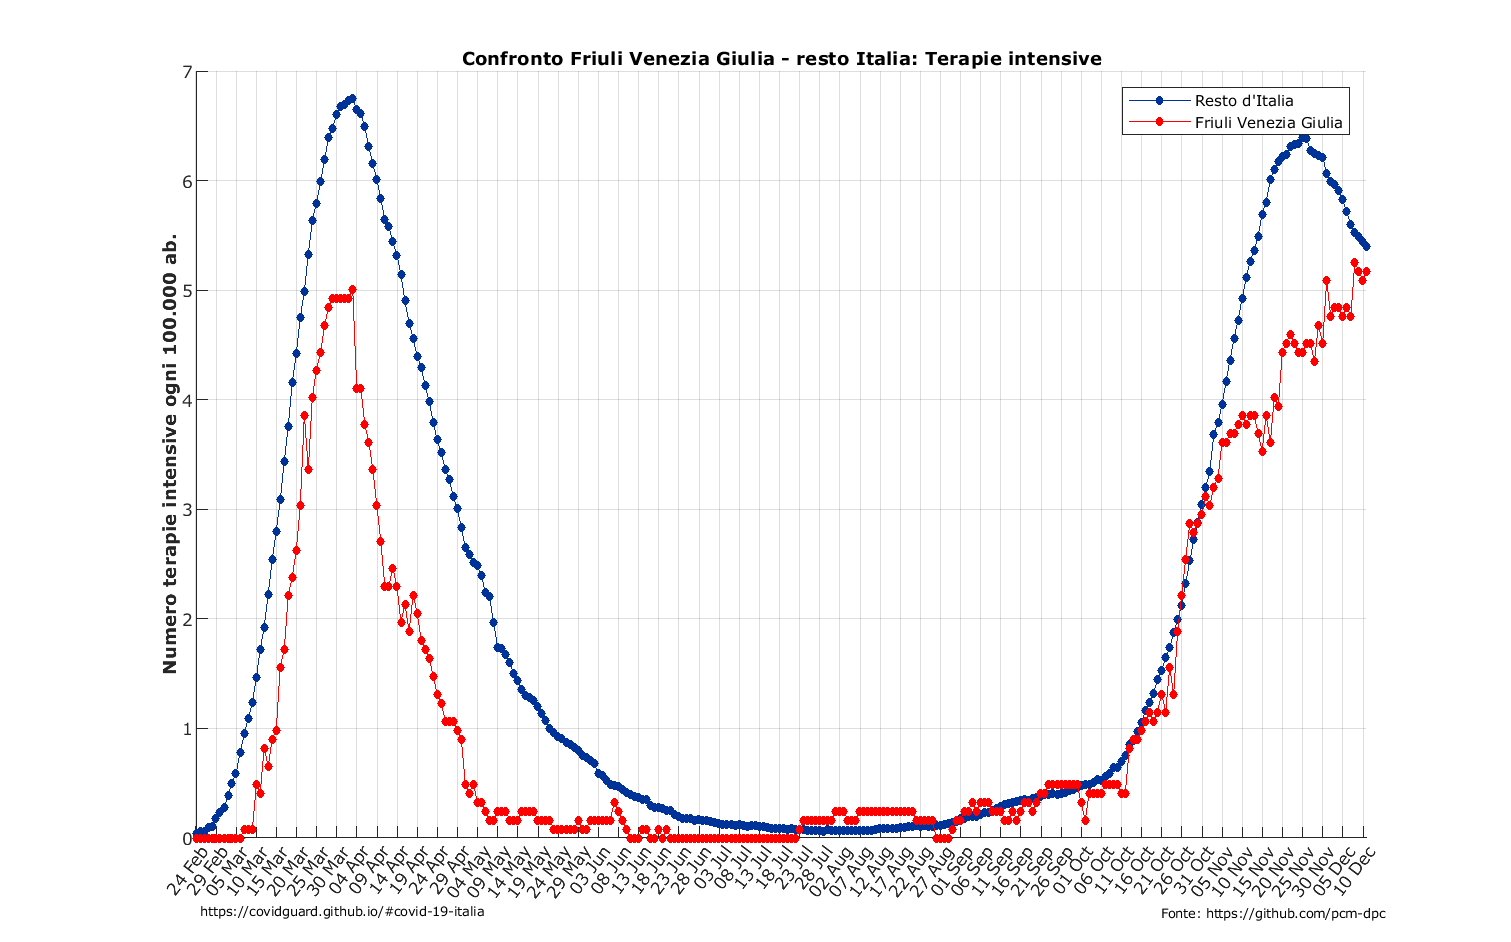 Confronto Friuli Venezia Giulia - resto Italia: Terapie intensive
Resto d'Italia
Friuli Venezia Giulia
Numero terapie intensive ogni 100.000 ab.
7
6
5
4
3
2
1
0
24 Feb
29 Feb
05 Mar
10 Mar
15 Mar
20 Mar
25 Mar
30 Mar
04 Apr
09 Apr
14 Apr
19 Apr
24 Apr
29 Apr
04 May
09 May
14 May
19 May
24 May
29 May
03 Jun
08 Jun
13 Jun
18 Jun
23 Jun
28 Jun
03 Jul
08 Jul
13 Jul
18 Jul
23 Jul
28 Jul
02 Aug
07 Aug
12 Aug
17 Aug
22 Aug
27 Aug
01 Sep
06 Sep
11 Sep
16 Sep
21 Sep
26 Sep
01 Oct
06 Oct
11 Oct
16 Oct
21 Oct
26 Oct
31 Oct
05 Nov
10 Nov
15 Nov
20 Nov
25 Nov
30 Nov
05 Dec
10 Dec
https://covidguard.github.io/#covid-19-italia
Fonte: https://github.com/pcm-dpc